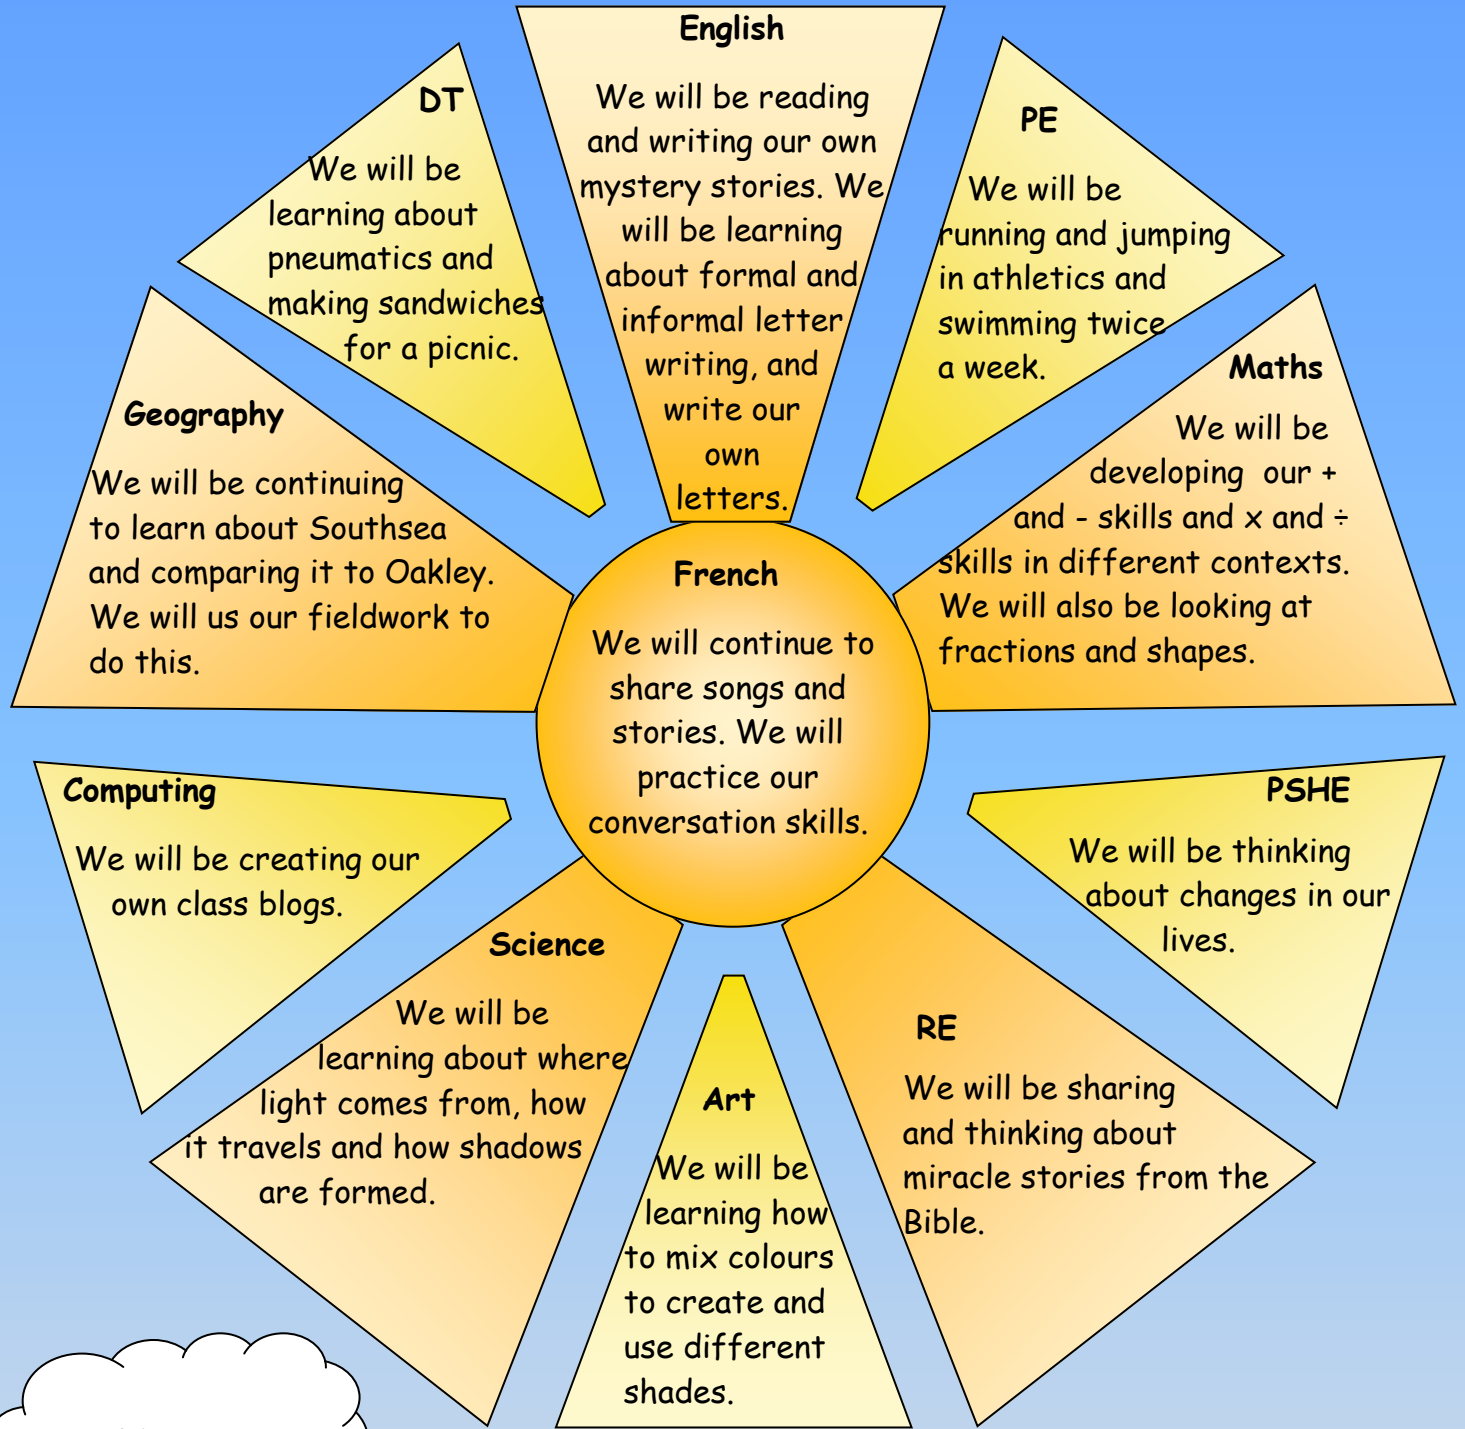 English
We will be reading
and writing our own
mystery stories. We
will be learning
about formal and
informal letter
writing, and
write our
own
letters.
DT
We will be
learning about
pneumatics and
making sandwiches
for a picnic.
PE
We will be
running and jumping
in athletics and
swimming twice
a week.
Geography
We will be continuing
to learn about Southsea
and comparing it to Oakley.
We will us our fieldwork to
do this.
Maths
We will be
developing our +
and - skills and x and ÷
skills in different contexts.
We will also be looking at
fractions and shapes.
French
We will continue to
share songs and
stories. We will
practice our
conversation skills.
Computing
We will be creating our
own class blogs.
PSHE
We will be thinking
about changes in our
lives.
Science
We will be
learning about where
light comes from, how
it travels and how shadows
are formed.
Art
We will be
learning how
to mix colours
to create and
use different
shades.
RE
We will be sharing
and thinking about
miracle stories from the
Bible.